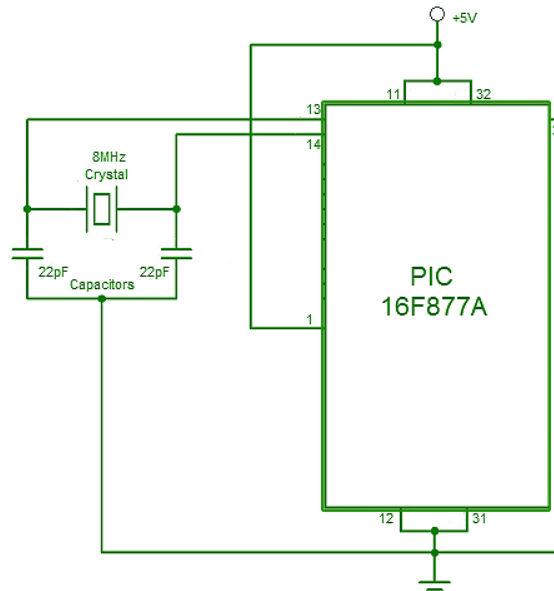 +5V
11
32
13
14
8MHz
Crystal
22pF
22pF
Capacitors
PIC
16F877A
1
12
31